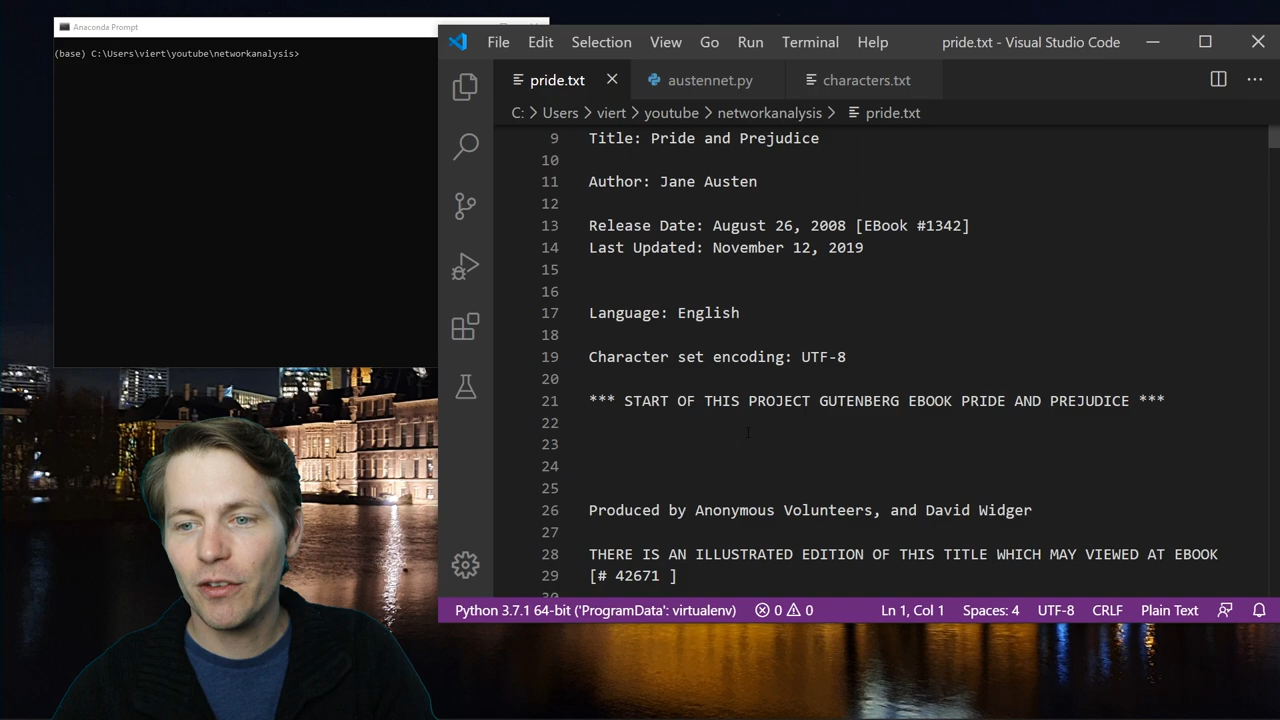 Anaconda Prompt
(base) C:\Users\viert\youtube\networkanalysis>
File Edit Selection View Go Run Terminal Help pride.txt - Visual Studio Code
pride.txt austennet.py characters.txt
C: > Users > viert > youtube > networkanalysis > pride.txt
9 Title: Pride and Prejudice
10
11 Author: Jane Austen
12
13 Release Date: August 26, 2008 [EBook #1342]
14 Last Updated: November 12, 2019
15
16
17 Language: English
18
19 Character set encoding: UTF-8
20
21 *** START OF THIS PROJECT GUTENBERG EBOOK PRIDE AND PREJUDICE ***
22
23
24
25
26 Produced by Anonymous Volunteers, and David Widger
27
28 THERE IS AN ILLUSTRATED EDITION OF THIS TITLE WHICH MAY VIEWED AT EBOOK
29 [# 42671 ]
30
Python 3.7.1 64-bit ('ProgramData': virtualenv) 0 0 Ln 1, Col 1 Spaces: 4 UTF-8 CRLF Plain Text